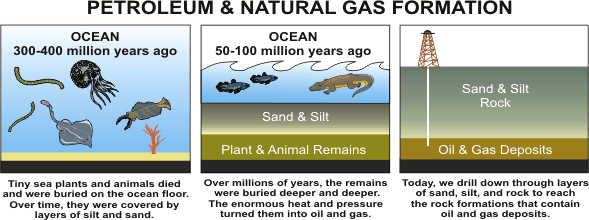 PETROLEUM & NATURAL GAS FORMATION
OCEAN
300-400 million years ago
Tiny sea plants and animals died
and were buried on the ocean floor.
Over time, they were covered by
layers of silt and sand.
OCEAN
50-100 million years ago
Sand & Silt
Plant & Animal Remains
Over millions of years, the remains
were buried deeper and deeper.
The enormous heat and pressure
turned them into oil and gas.
Sand & Silt
Rock
Oil & Gas Deposits
Today, we drill down through layers
of sand, silt, and rock to reach
the rock formations that contain
oil and gas deposits.